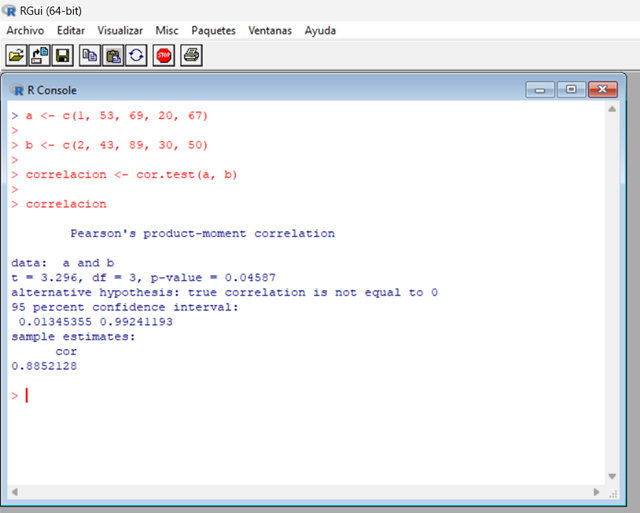 RGui (64-bit)
Archivo Editar Visualizar Misc Paquetes Ventanas Ayuda
STOP
R Console
> a <- c(1, 53, 69, 20, 67)
>
> b <- c(2, 43, 89, 30, 50)
>
> correlacion <- cor.test(a, b)
>
> correlacion
Pearson's product-moment correlation
data:  a and b
t = 3.296, df = 3, p-value = 0.04587
alternative hypothesis: true correlation is not equal to 0
95 percent confidence interval:
0.01345355 0.99241193
sample estimates:
cor
0.8852128
>